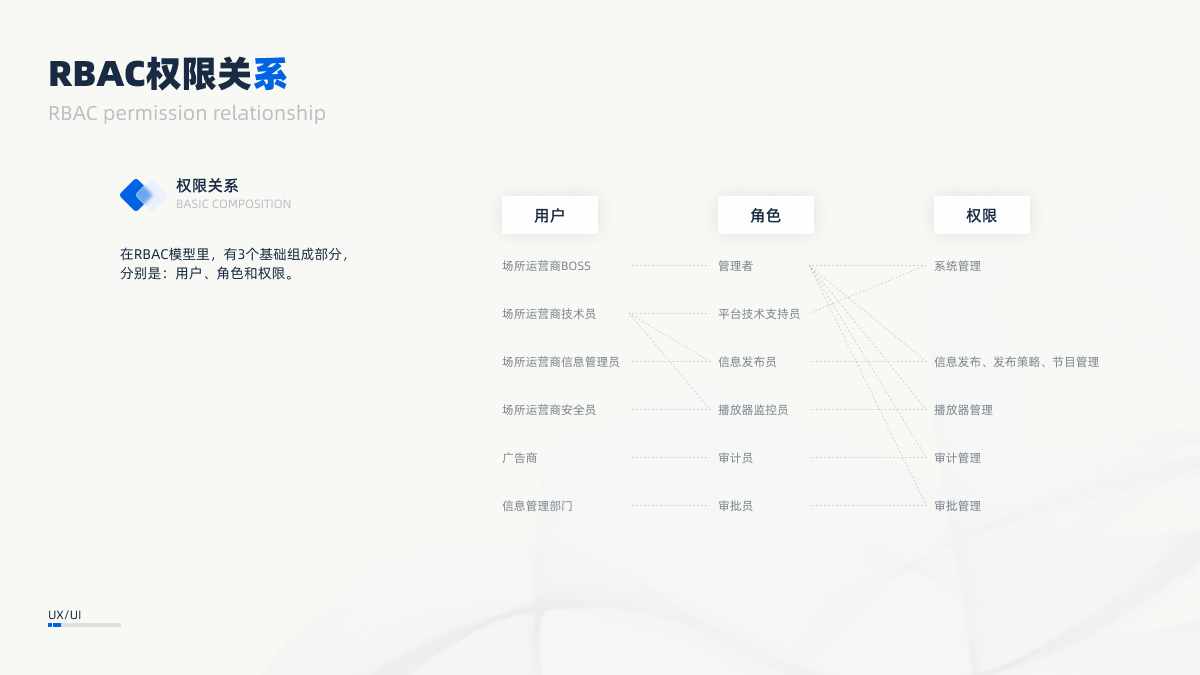 RBAC权限关系
RBAC permission relationship
权限关系
BASIC COMPOSITION
在RBAC模型里，有3个基础组成部分，
分别是：用户、角色和权限。
用户 角色 权限
场所运营商BOSS 管理者 系统管理
场所运营商技术员 平台技术支持员
场所运营商信息管理员 信息发布员 信息发布、发布策略、节目管理
场所运营商安全员 播放器监控员 播放器管理
广告商 审计员 审计管理
信息管理部门 审批员 审批管理
UX/UI